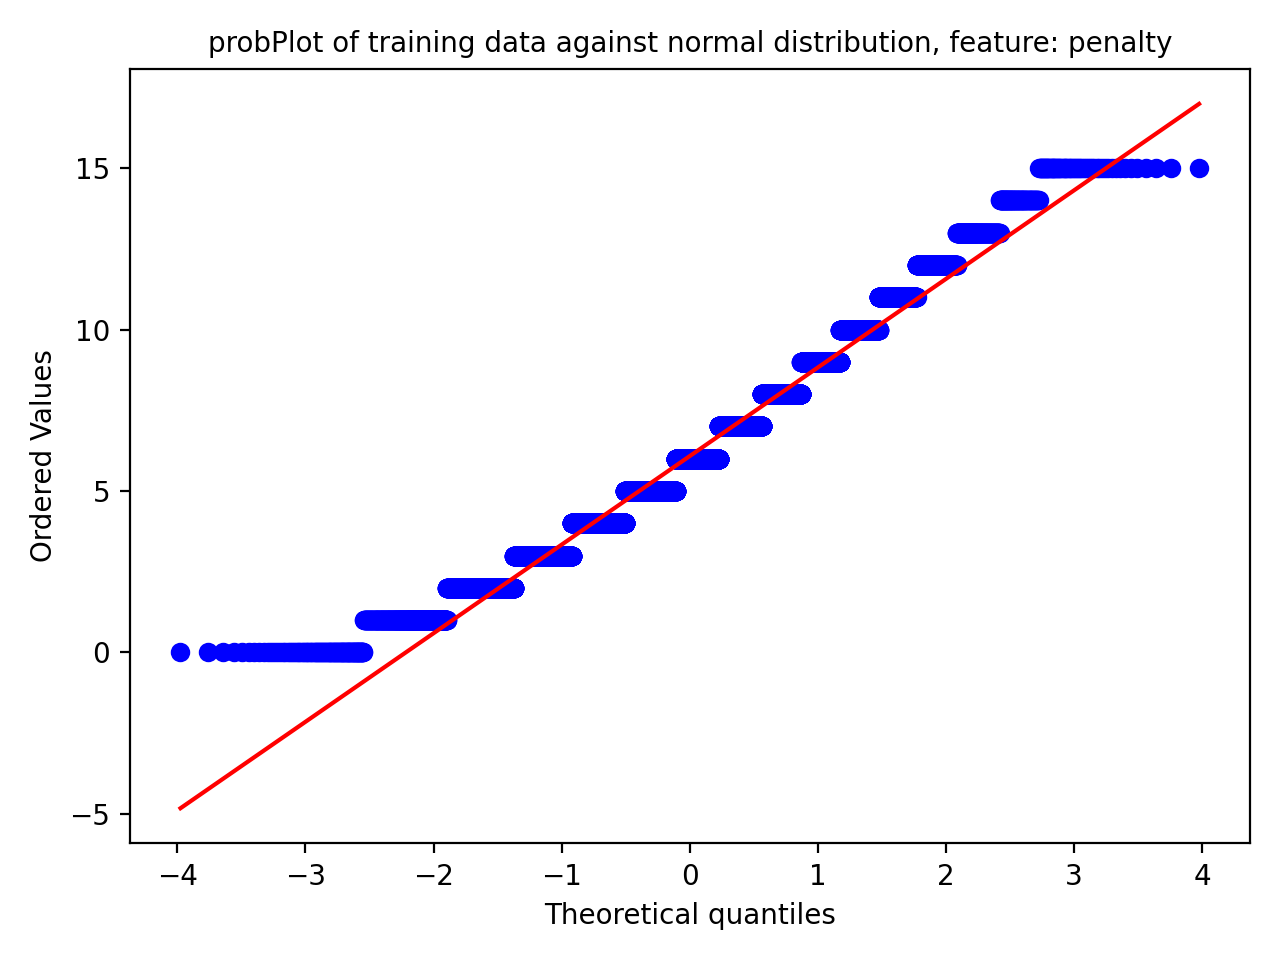 probPlot of training data against normal distribution, feature: penalty
15
10
5
0
−5
Ordered Values
−4 −3 −2 −1 0 1 2 3 4
Theoretical quantiles